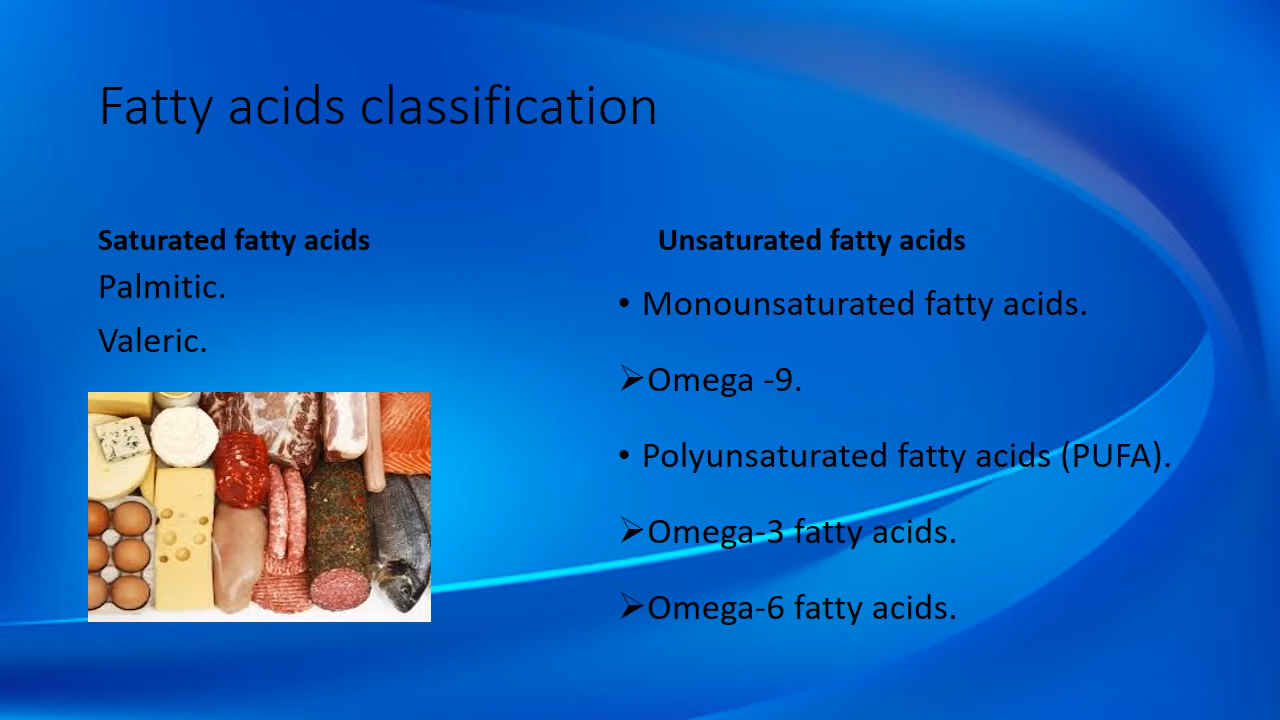 Fatty acids classification
Saturated fatty acids
Palmitic.
Valeric.
Unsaturated fatty acids
• Monounsaturated fatty acids.
➢Omega -9.
• Polyunsaturated fatty acids (PUFA).
➢Omega-3 fatty acids.
➢Omega-6 fatty acids.